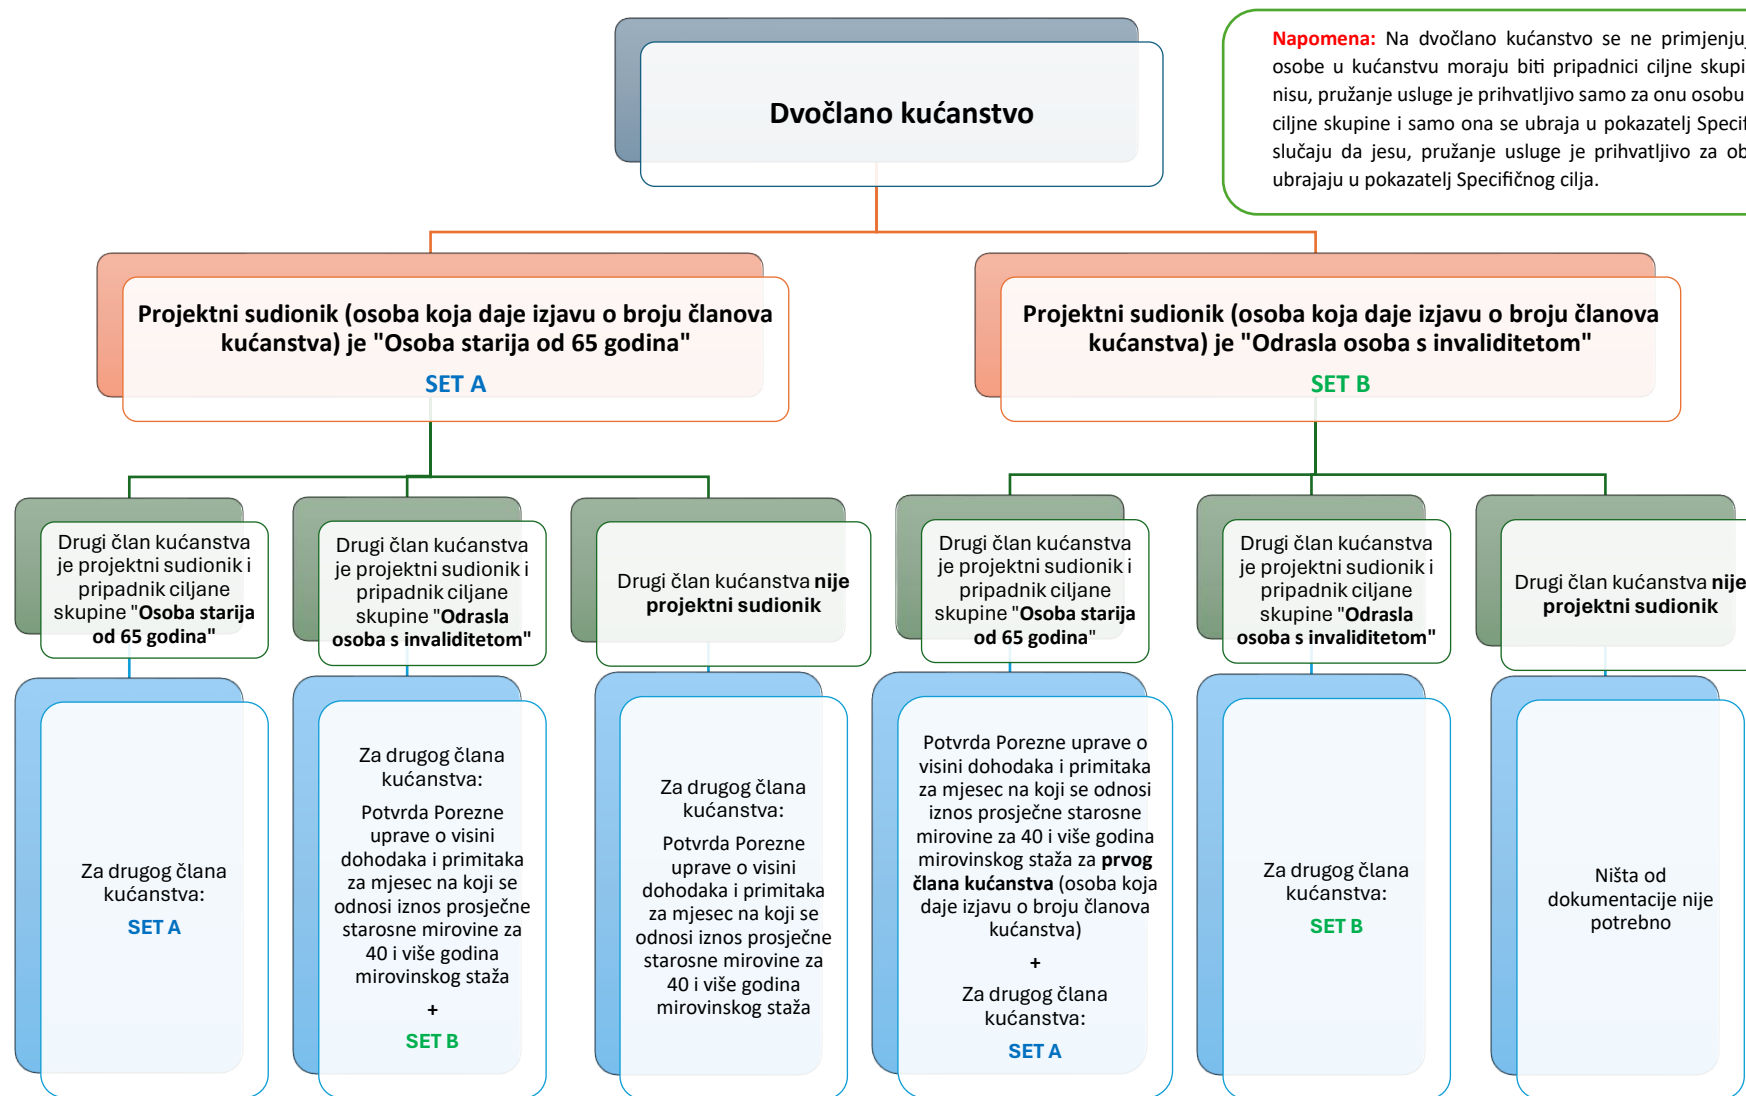 Dvočlano kućanstvo
Napomena: Na dvočlano kućanstvo se ne primjenjuj
osobe u kućanstvu moraju biti pripadnici ciljne skupi
nisu, pružanje usluge je prihvatljivo samo za onu osobu
ciljne skupine i samo ona se ubraja u pokazatelj Specif
slučaju da jesu, pružanje usluge je prihvatljivo za ob
ubrajaju u pokazatelj Specifičnog cilja.
Projektni sudionik (osoba koja daje izjavu o broju članova
kućanstva) je "Osoba starija od 65 godina"
SET A
Projektni sudionik (osoba koja daje izjavu o broju članova
kućanstva) je "Odrasla osoba s invaliditetom"
SET B
Drugi član kućanstva
je projektni sudionik i
pripadnik ciljane
skupine "Osoba starija
od 65 godina"
Drugi član kućanstva
je projektni sudionik i
pripadnik ciljane
skupine "Odrasla
osoba s invaliditetom"
Drugi član kućanstva nije
projektni sudionik
Drugi član kućanstva
je projektni sudionik i
pripadnik ciljane
skupine "Osoba starija
od 65 godina"
Drugi član kućanstva
je projektni sudionik i
pripadnik ciljane
skupine "Odrasla
osoba s invaliditetom"
Drugi član kućanstva nije
projektni sudionik
Za drugog člana
kućanstva:
SET A
Za drugog člana
kućanstva:
Potvrda Porezne
uprave o visini
dohodaka i primitaka
za mjesec na koji se
odnosi iznos prosječne
starosne mirovine za
40 i više godina
mirovinskog staža
+
SET B
Za drugog člana
kućanstva:
Potvrda Porezne
uprave o visini
dohodaka i primitaka
za mjesec na koji se
odnosi iznos prosječne
starosne mirovine za
40 i više godina
mirovinskog staža
Potvrda Porezne uprave o
visini dohodaka i primitaka
za mjesec na koji se odnosi
iznos prosječne starosne
mirovine za 40 i više godina
mirovinskog staža za prvog
člana kućanstva (osoba koja
daje izjavu o broju članova
kućanstva)
+
Za drugog člana
kućanstva:
SET A
Za drugog člana
kućanstva:
SET B
Ništa od
dokumentacije nije
potrebno